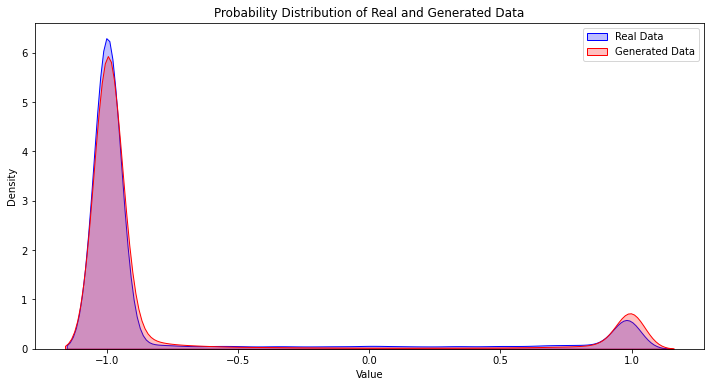 Probability Distribution of Real and Generated Data
Real Data
Generated Data
6
5
4
3
2
1
0
Density
−1.0
−0.5
0.0
0.5
1.0
Value